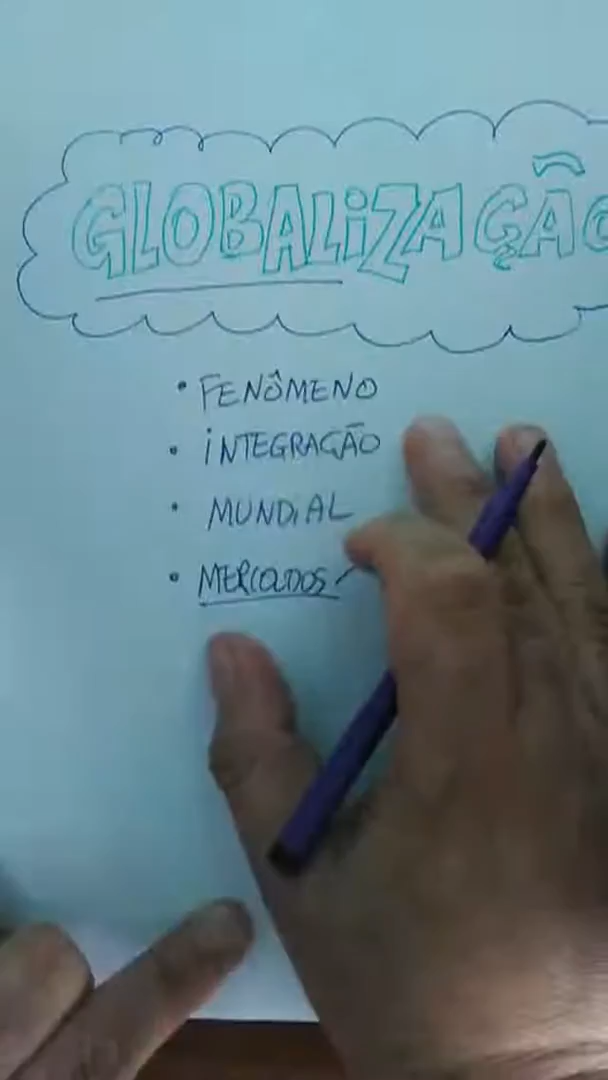 GLOBALiZAÇÃO
• FENÔMENO
• iNTEGRAÇÃO
• MUNDiAL
• MERCADOS